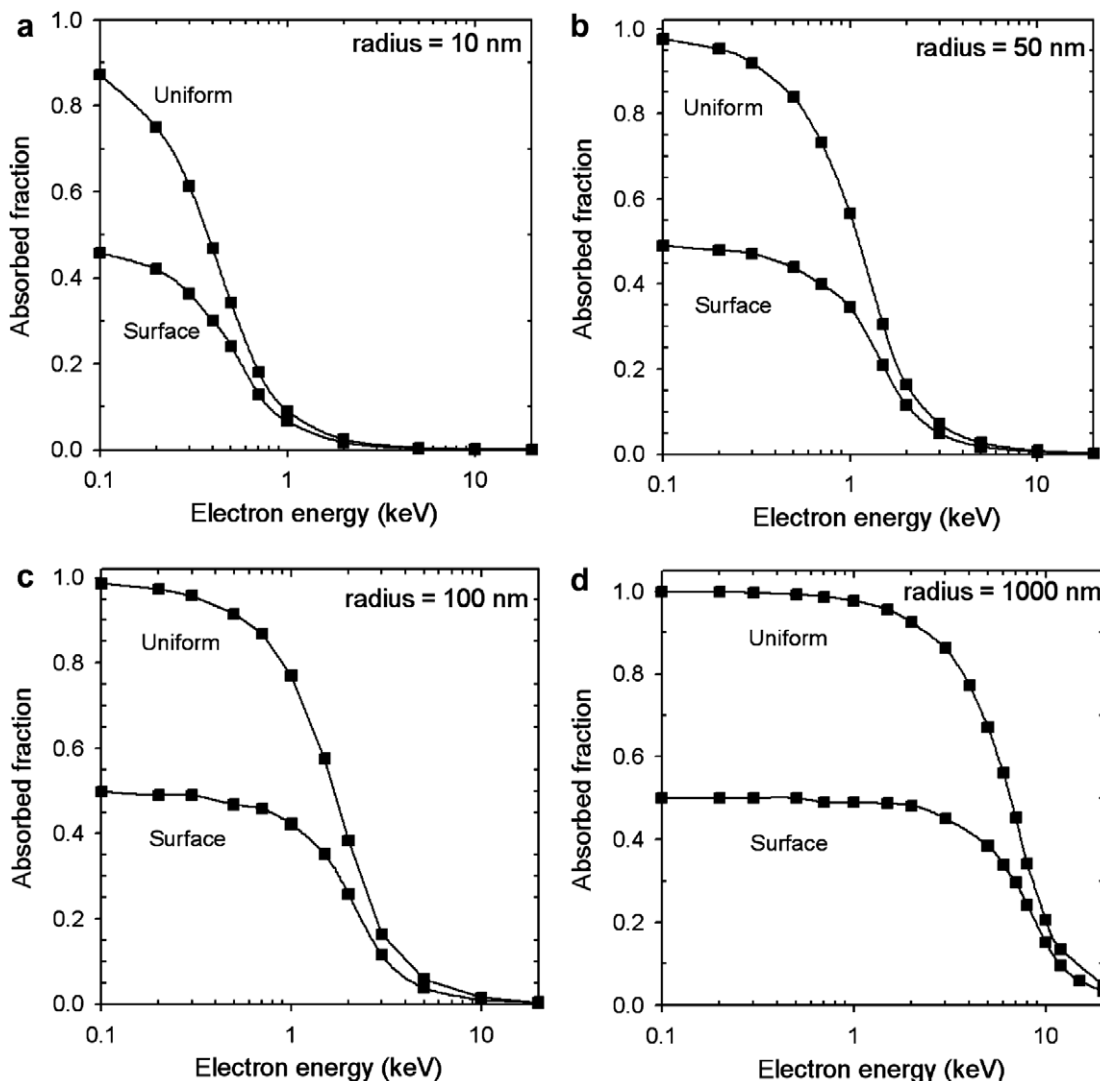 a
radius = 10 nm
1.0
0.8
0.6
0.4
0.2
0.0
Absorbed fraction
Uniform
Surface
0.1
1
10
Electron energy (keV)
b
radius = 50 nm
1.0
0.8
0.6
0.4
0.2
0.0
Absorbed fraction
Uniform
Surface
0.1
1
10
Electron energy (keV)
c
radius = 100 nm
1.0
0.8
0.6
0.4
0.2
0.0
Absorbed fraction
Uniform
Surface
0.1
1
10
Electron energy (keV)
d
radius = 1000 nm
1.0
0.8
0.6
0.4
0.2
0.0
Absorbed fraction
Uniform
Surface
0.1
1
10
Electron energy (keV)